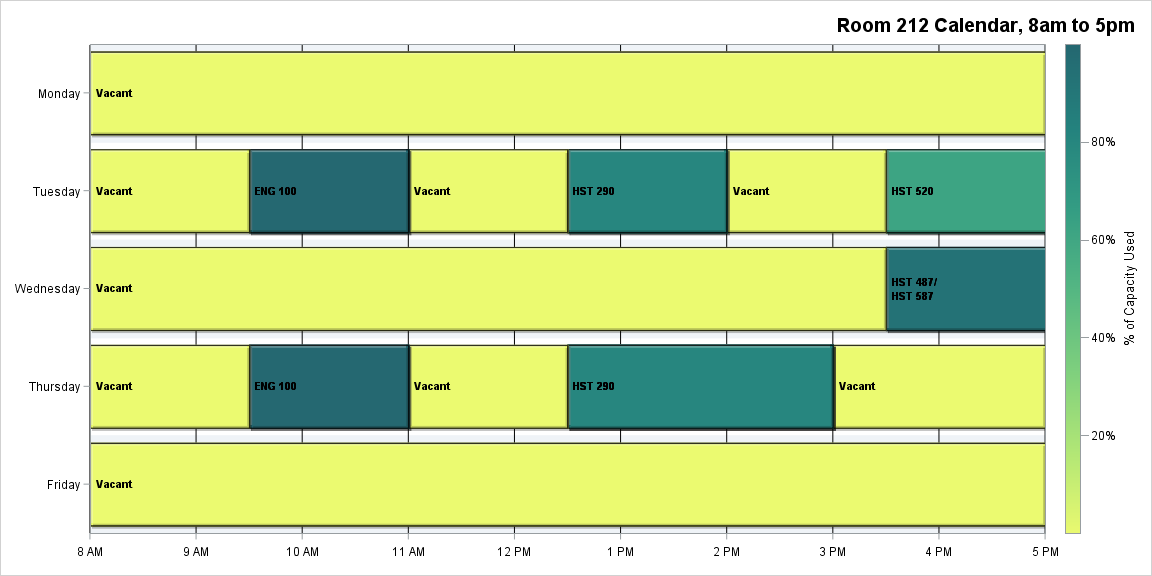 Room 212 Calendar, 8am to 5pm
Monday
Vacant
Tuesday
Vacant
ENG 100
Vacant
HST 290
Vacant
HST 520
Wednesday
Vacant
HST 487/
HST 587
Thursday
Vacant
ENG 100
Vacant
HST 290
Vacant
Friday
Vacant
8 AM
9 AM
10 AM
11 AM
12 PM
1 PM
2 PM
3 PM
4 PM
5 PM
80%
60%
40%
20%
% of Capacity Used